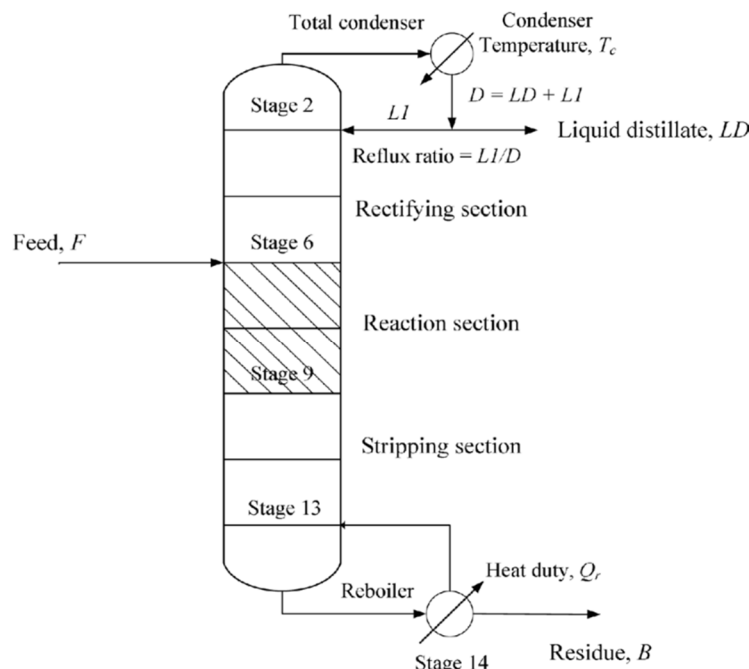 Total condenser
Condenser
Temperature, Tc
Stage 2
L1
D = LD + L1
Liquid distillate, LD
Reflux ratio = L1/D
Rectifying section
Feed, F
Stage 6
Reaction section
Stage 9
Stripping section
Stage 13
Reboiler
Heat duty, Qr
Stage 14
Residue, B